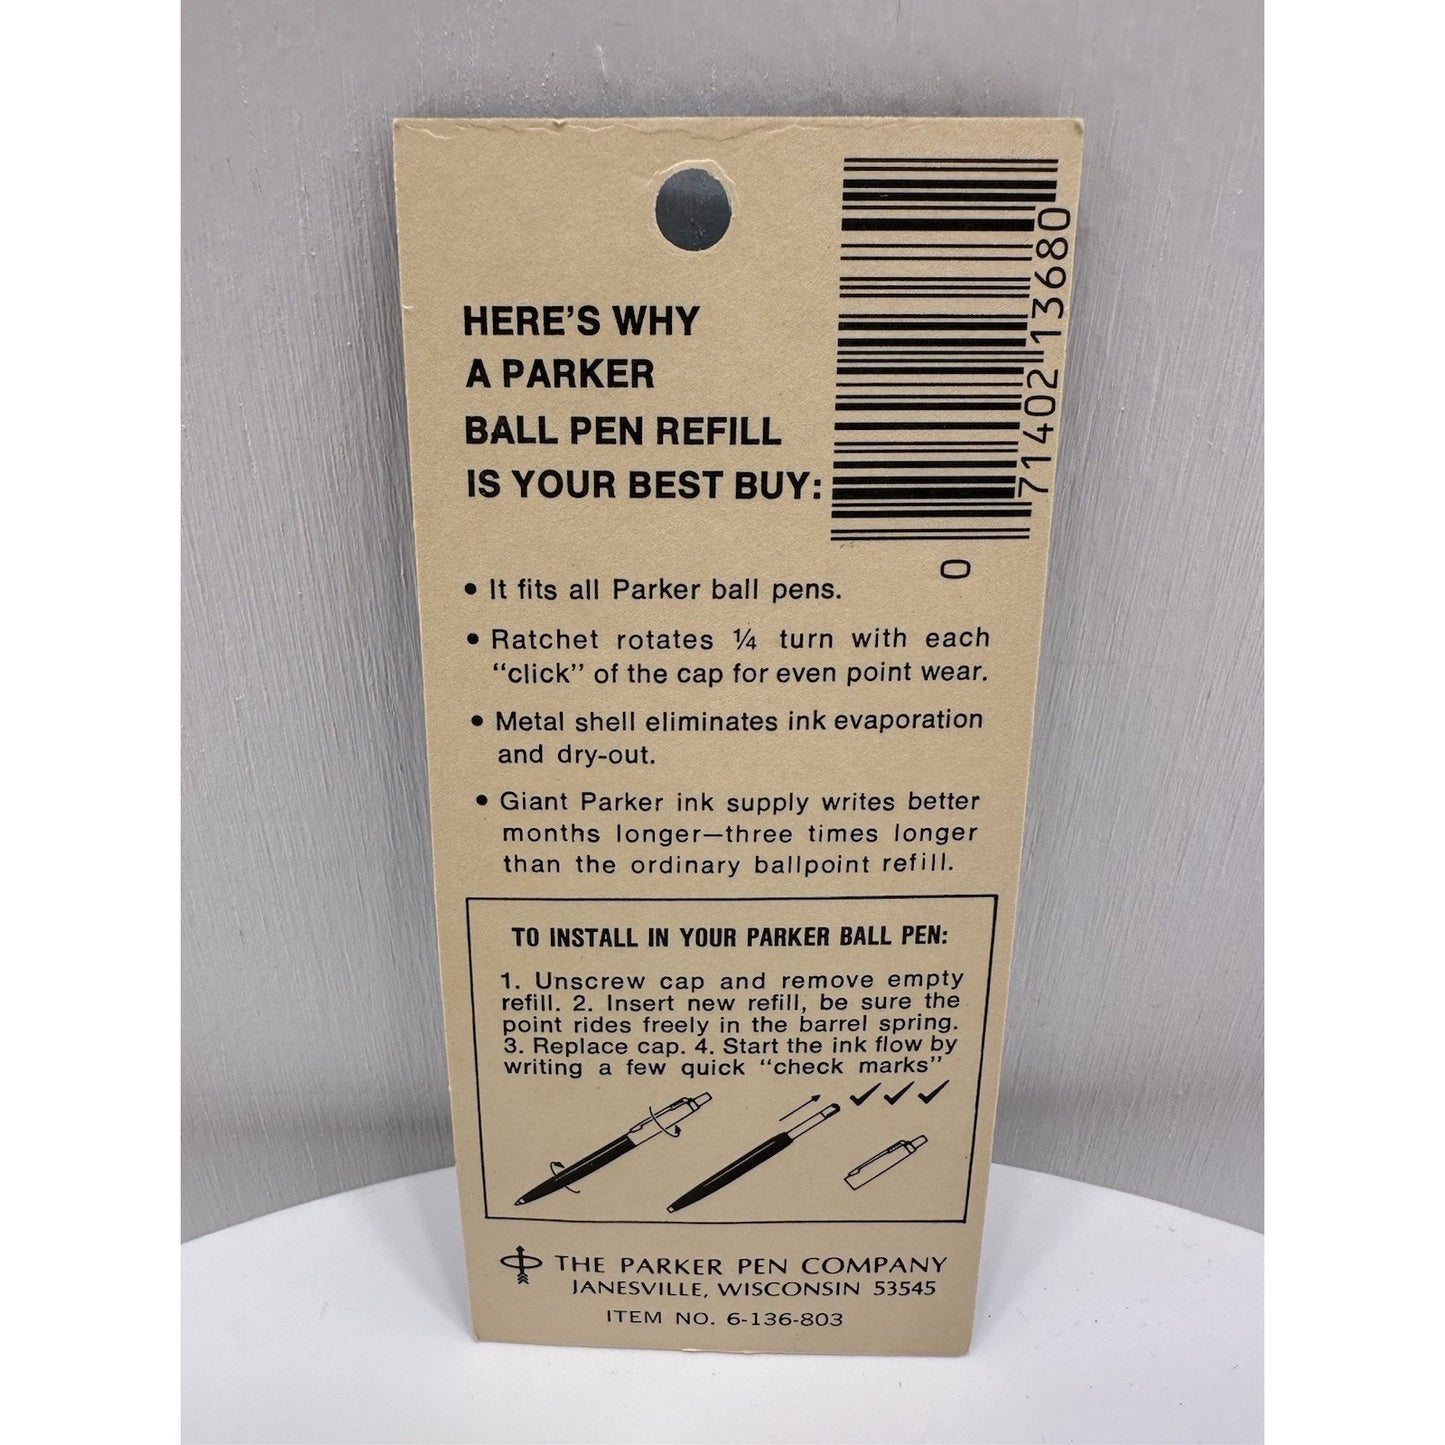 HERE'S WHY
A PARKER
BALL PEN REFILL
IS YOUR BEST BUY:
0 71402 13680
• It fits all Parker ball pens.
• Ratchet rotates ¼ turn with each
“click” of the cap for even point wear.
• Metal shell eliminates ink evaporation
and dry-out.
• Giant Parker ink supply writes better
months longer—three times longer
than the ordinary ballpoint refill.
TO INSTALL IN YOUR PARKER BALL PEN:
1. Unscrew cap and remove empty
refill. 2. Insert new refill, be sure the
point rides freely in the barrel spring.
3. Replace cap. 4. Start the ink flow by
writing a few quick “check marks”
THE PARKER PEN COMPANY
JANESVILLE, WISCONSIN 53545
ITEM NO. 6-136-803